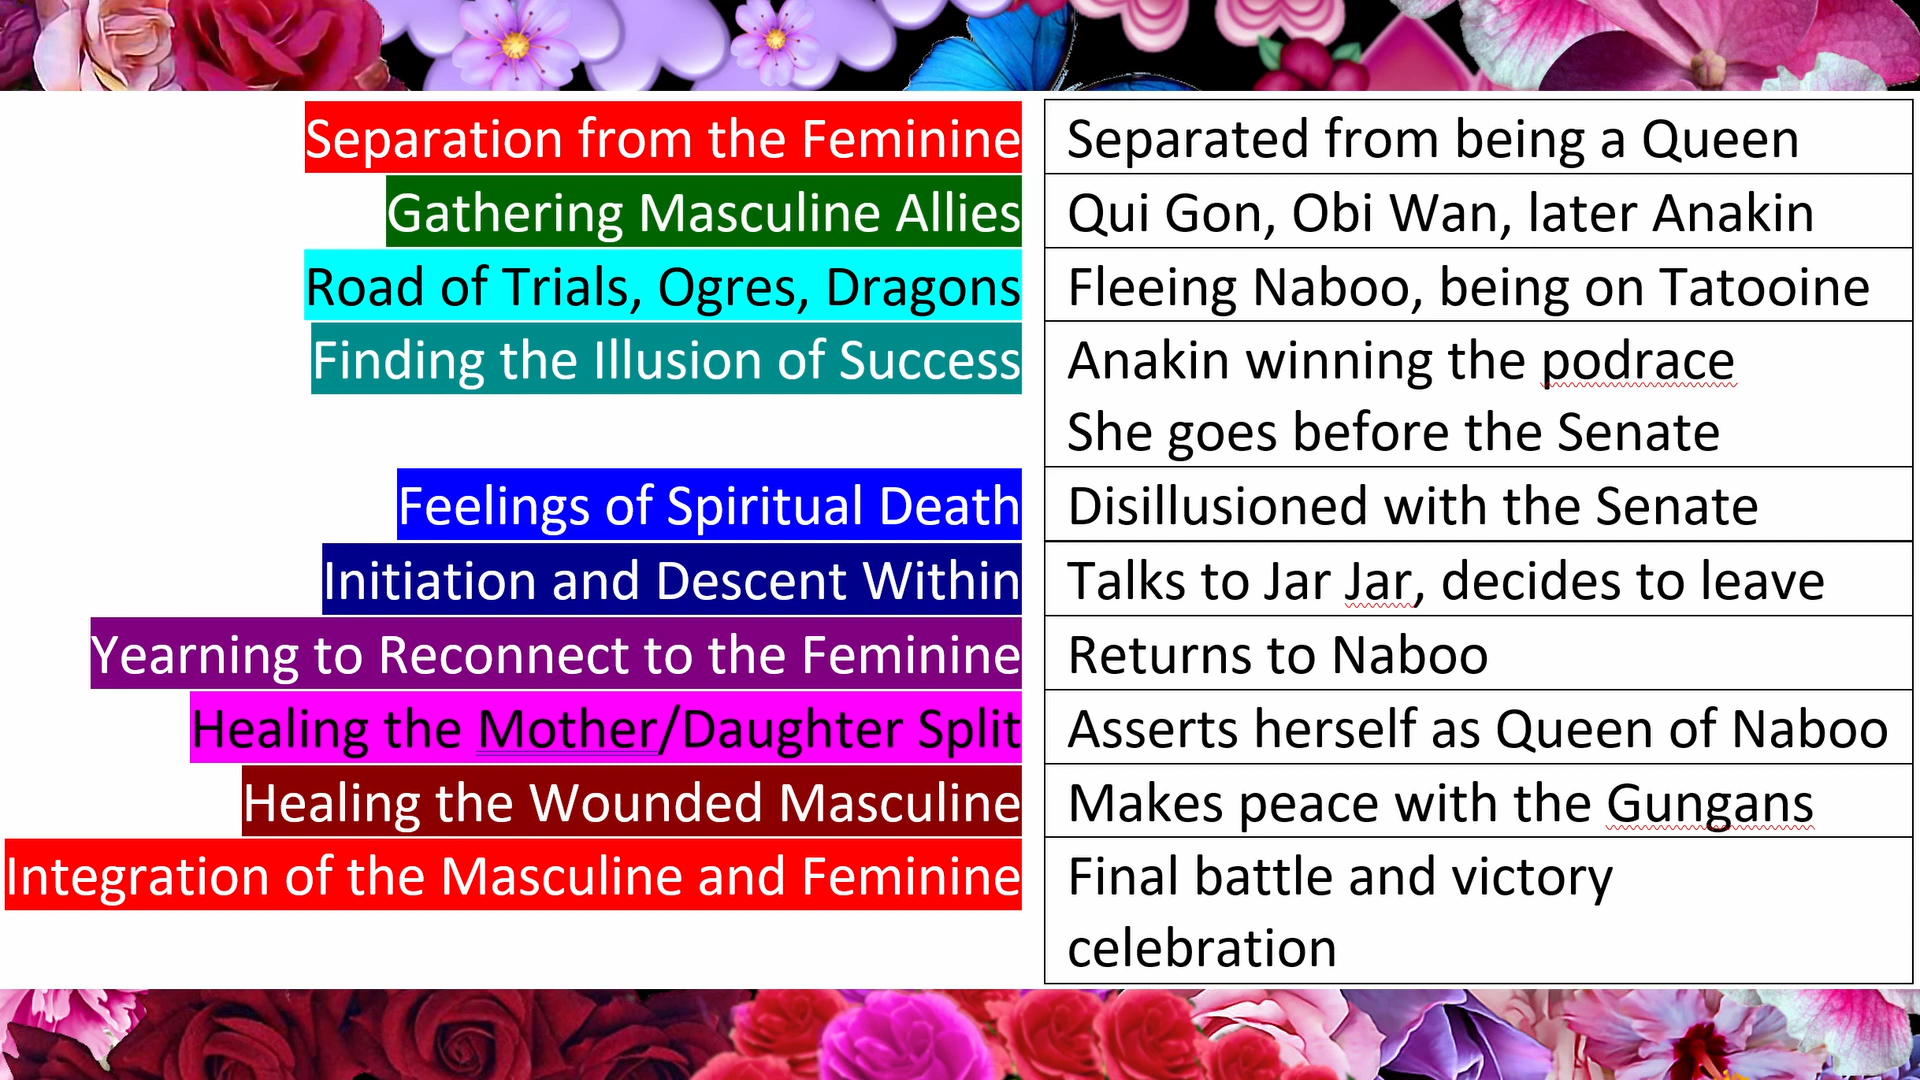 Separation from the Feminine Separated from being a Queen
Gathering Masculine Allies Qui Gon, Obi Wan, later Anakin
Road of Trials, Ogres, Dragons Fleeing Naboo, being on Tatooine
Finding the Illusion of Success Anakin winning the podrace
She goes before the Senate
Feelings of Spiritual Death Disillusioned with the Senate
Initiation and Descent Within Talks to Jar Jar, decides to leave
Yearning to Reconnect to the Feminine Returns to Naboo
Healing the Mother/Daughter Split Asserts herself as Queen of Naboo
Healing the Wounded Masculine Makes peace with the Gungans
Integration of the Masculine and Feminine Final battle and victory
celebration